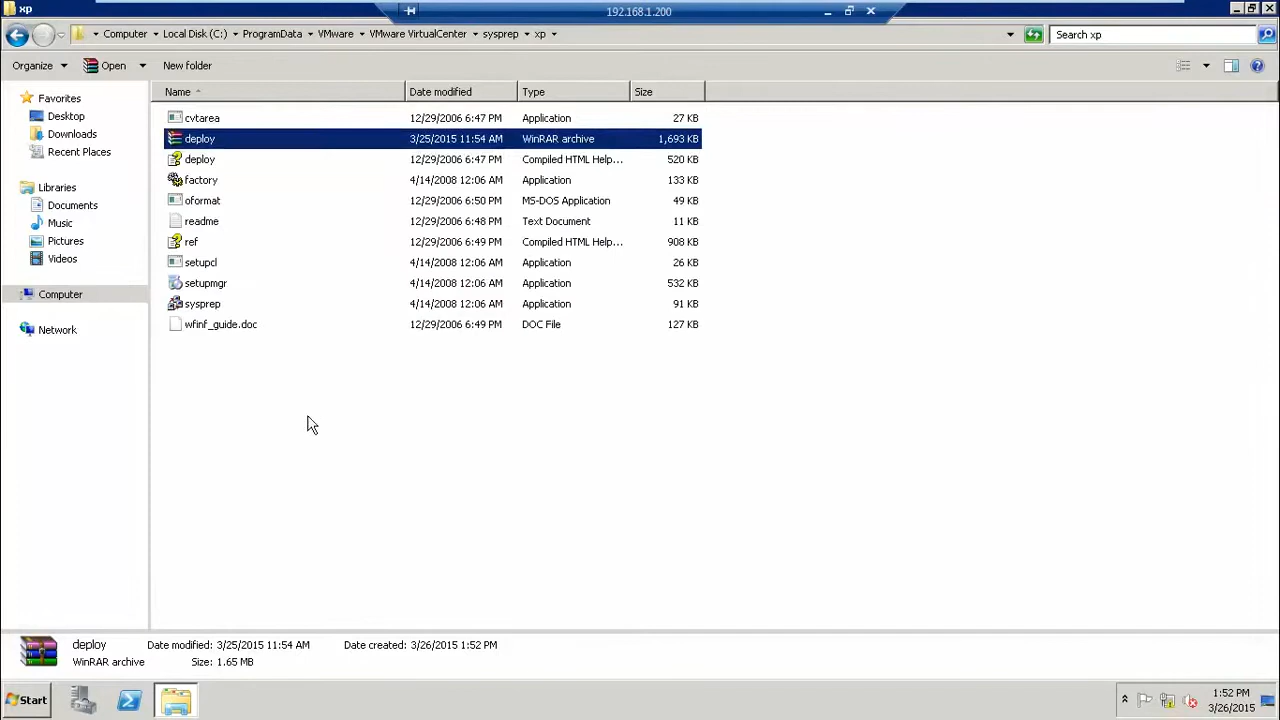 xp
192.168.1.200
Computer Local Disk (C:) ProgramData VMware VMware VirtualCenter sysprep xp Search xp
Organize Open New folder
Name Date modified Type Size
Favorites
Desktop
Downloads
Recent Places
Libraries
Documents
Music
Pictures
Videos
Computer
Network
cvtarea 12/29/2006 6:47 PM Application 27 KB
deploy 3/25/2015 11:54 AM WinRAR archive 1,693 KB
deploy 12/29/2006 6:47 PM Compiled HTML Help... 520 KB
factory 4/14/2008 12:06 AM Application 133 KB
oformat 12/29/2006 6:50 PM MS-DOS Application 49 KB
readme 12/29/2006 6:48 PM Text Document 11 KB
ref 12/29/2006 6:49 PM Compiled HTML Help... 908 KB
setupcl 4/14/2008 12:06 AM Application 26 KB
setupmgr 4/14/2008 12:06 AM Application 532 KB
sysprep 4/14/2008 12:06 AM Application 91 KB
wfinf_guide.doc 12/29/2006 6:49 PM DOC File 127 KB
deploy Date modified: 3/25/2015 11:54 AM Date created: 3/26/2015 1:52 PM
WinRAR archive Size: 1.65 MB
Start 1:52 PM
3/26/2015